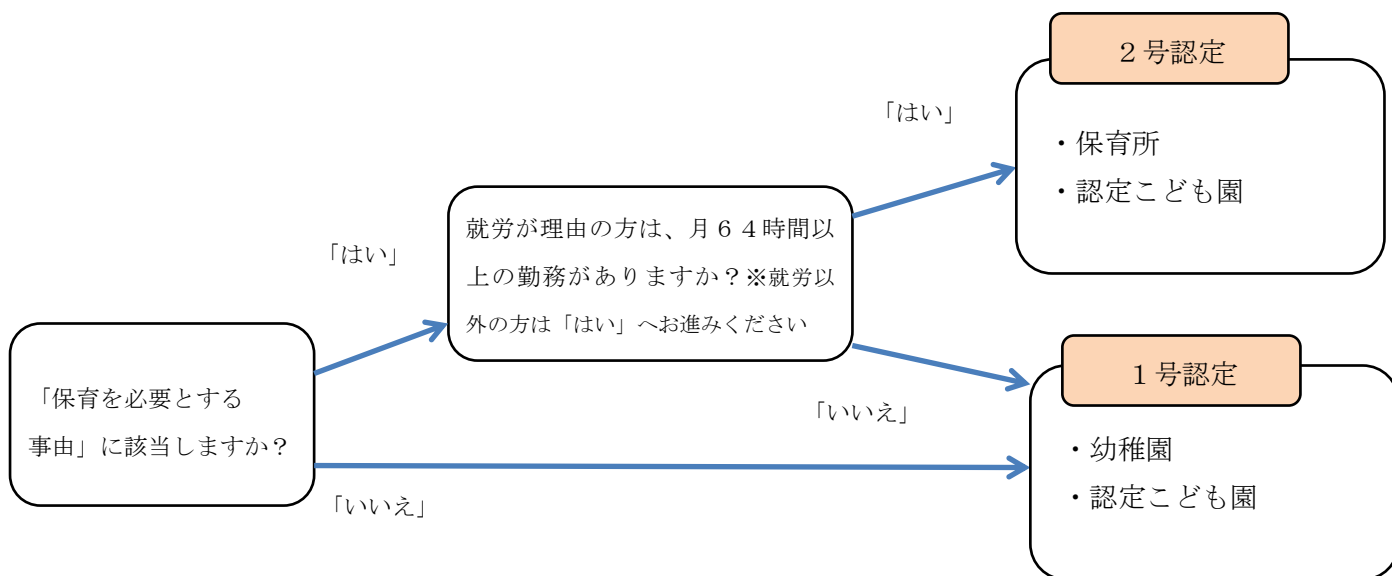 ２号認定
・保育所
・認定こども園
「はい」
就労が理由の方は、月６４時間以
上の勤務がありますか？※就労以
外の方は「はい」へお進みください
「はい」
「保育を必要とする
事由」に該当しますか？
「いいえ」
「いいえ」
１号認定
・幼稚園
・認定こども園